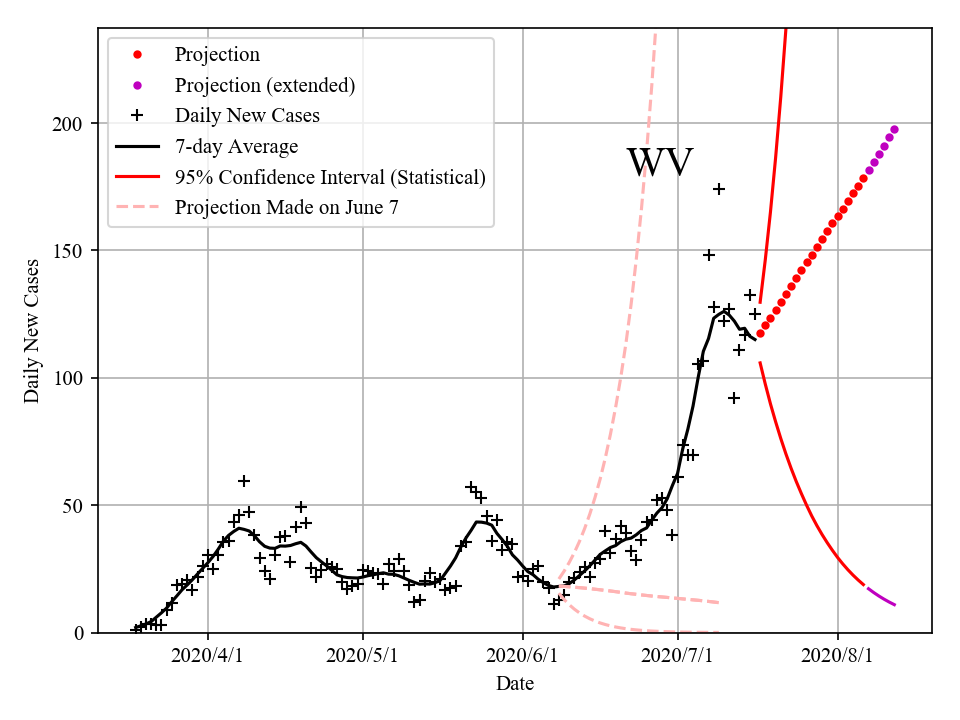 Projection
Projection (extended)
Daily New Cases
7-day Average
95% Confidence Interval (Statistical)
Projection Made on June 7
WV
200
150
100
50
0
Daily New Cases
2020/4/1
2020/5/1
2020/6/1
2020/7/1
2020/8/1
Date